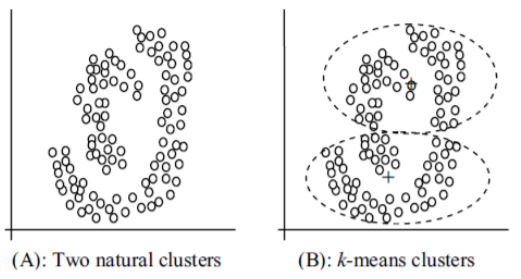 (A): Two natural clusters
(B): k-means clusters